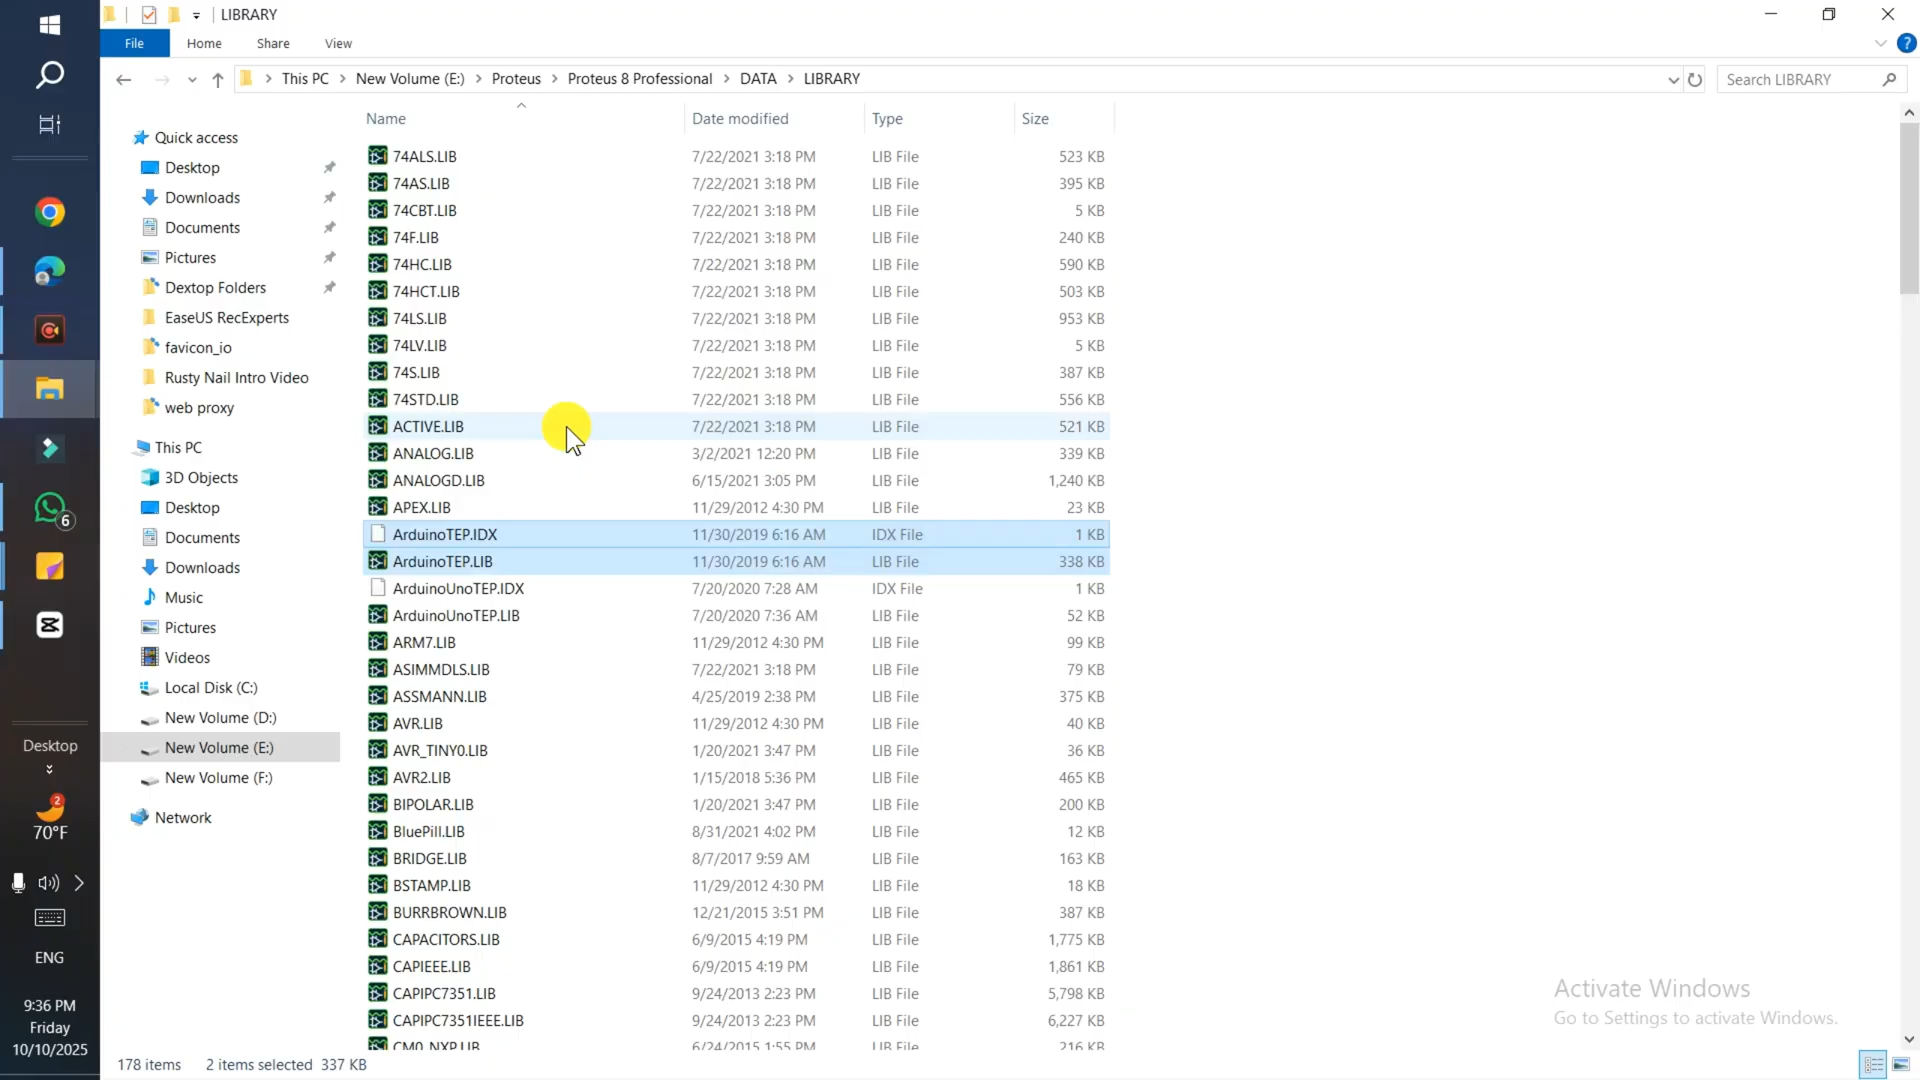 LIBRARY
File
Home
Share
View
?
This PC
New Volume (E:)
Proteus
Proteus 8 Professional
DATA
LIBRARY
Search LIBRARY
Name
Date modified
Type
Size
Quick access
Desktop
Downloads
Documents
Pictures
Dextop Folders
EaseUS RecExperts
favicon_io
Rusty Nail Intro Video
web proxy
This PC
3D Objects
Desktop
Documents
Downloads
Music
Pictures
Videos
Local Disk (C:)
New Volume (D:)
New Volume (E:)
New Volume (F:)
Network
74ALS.LIB 7/22/2021 3:18 PM LIB File 523 KB
74AS.LIB 7/22/2021 3:18 PM LIB File 395 KB
74CBT.LIB 7/22/2021 3:18 PM LIB File 5 KB
74F.LIB 7/22/2021 3:18 PM LIB File 240 KB
74HC.LIB 7/22/2021 3:18 PM LIB File 590 KB
74HCT.LIB 7/22/2021 3:18 PM LIB File 503 KB
74LS.LIB 7/22/2021 3:18 PM LIB File 953 KB
74LV.LIB 7/22/2021 3:18 PM LIB File 5 KB
74S.LIB 7/22/2021 3:18 PM LIB File 387 KB
74STD.LIB 7/22/2021 3:18 PM LIB File 556 KB
ACTIVE.LIB 7/22/2021 3:18 PM LIB File 521 KB
ANALOG.LIB 3/2/2021 12:20 PM LIB File 339 KB
ANALOGD.LIB 6/15/2021 3:05 PM LIB File 1,240 KB
APEX.LIB 11/29/2012 4:30 PM LIB File 23 KB
ArduinoTEP.IDX 11/30/2019 6:16 AM IDX File 1 KB
ArduinoTEP.LIB 11/30/2019 6:16 AM LIB File 338 KB
ArduinoUnoTEP.IDX 7/20/2020 7:28 AM IDX File 1 KB
ArduinoUnoTEP.LIB 7/20/2020 7:36 AM LIB File 52 KB
ARM7.LIB 11/29/2012 4:30 PM LIB File 99 KB
ASIMMDLS.LIB 7/22/2021 3:18 PM LIB File 79 KB
ASSMANN.LIB 4/25/2019 2:38 PM LIB File 375 KB
AVR.LIB 11/29/2012 4:30 PM LIB File 40 KB
AVR_TINY0.LIB 1/20/2021 3:47 PM LIB File 36 KB
AVR2.LIB 1/15/2018 5:36 PM LIB File 465 KB
BIPOLAR.LIB 1/20/2021 3:47 PM LIB File 200 KB
BluePill.LIB 8/31/2021 4:02 PM LIB File 12 KB
BRIDGE.LIB 8/7/2017 9:59 AM LIB File 163 KB
BSTAMP.LIB 11/29/2012 4:30 PM LIB File 18 KB
BURRBROWN.LIB 12/21/2015 3:51 PM LIB File 387 KB
CAPACITORS.LIB 6/9/2015 4:19 PM LIB File 1,775 KB
CAPIEEE.LIB 6/9/2015 4:19 PM LIB File 1,861 KB
CAPIPC7351.LIB 9/24/2013 2:23 PM LIB File 5,798 KB
CAPIPC7351IEEE.LIB 9/24/2013 2:23 PM LIB File 6,227 KB
CM0_NXP.LIB 6/24/2015 1:55 PM LIB File 216 KB
178 items 2 items selected 337 KB
Activate Windows
Go to Settings to activate Windows.
6
Desktop
2
70°F
ENG
9:36 PM
Friday
10/10/2025